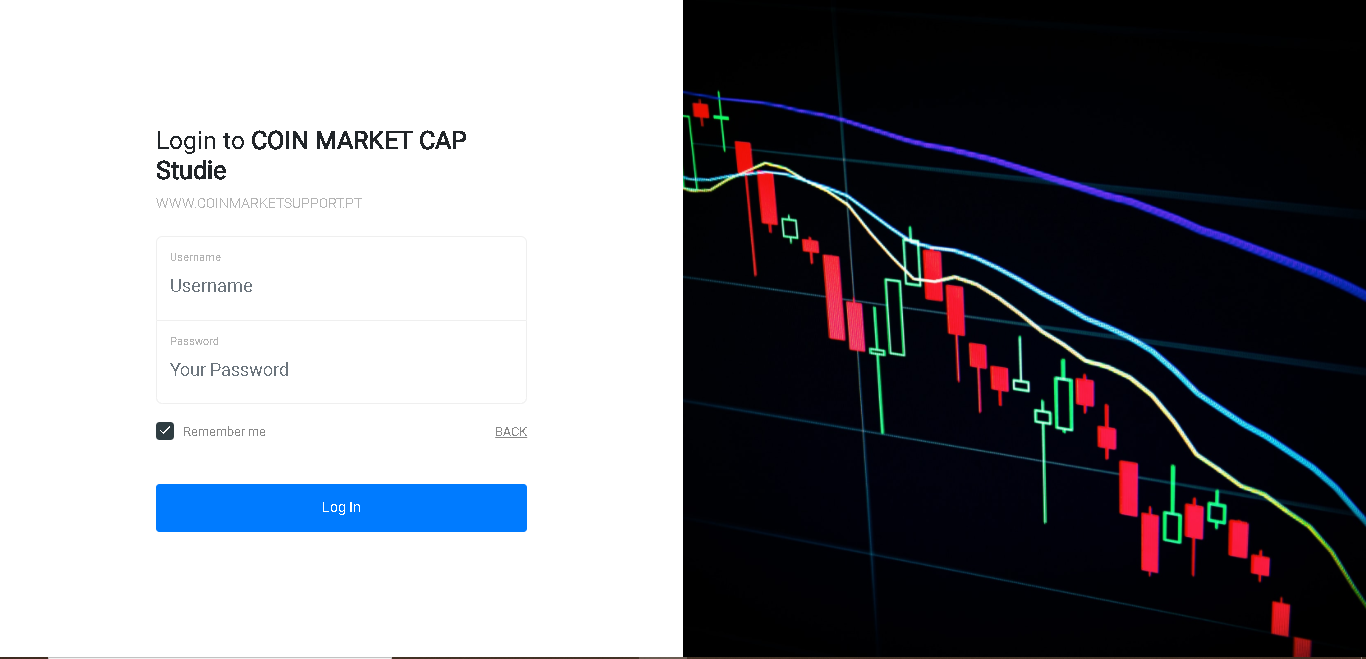 Login to COIN MARKET CAP
Studie
WWW.COINMARKETSUPPORT.PT
Username
Username
Password
Your Password
Remember me
BACK
Log In